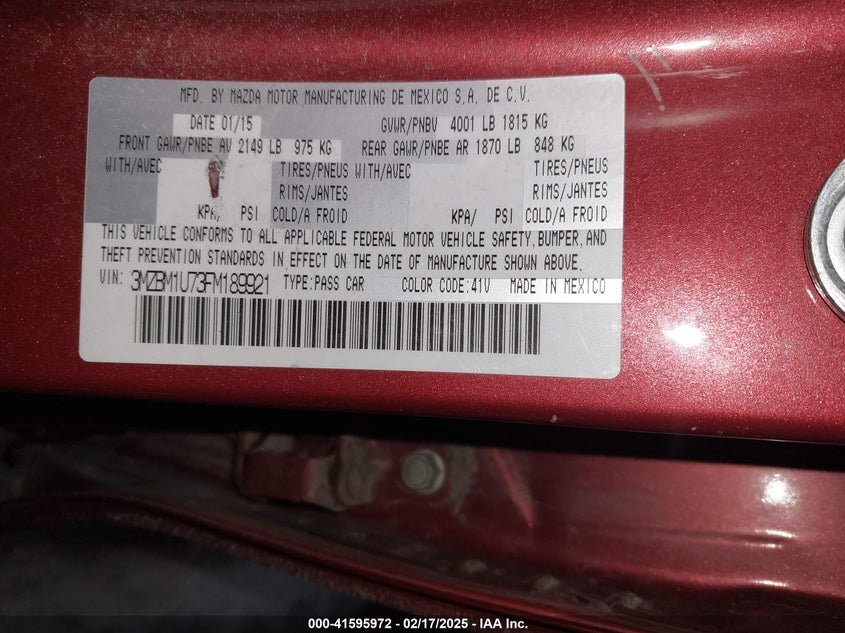 MFD. BY MAZDA MOTOR MANUFACTURING DE MEXICO S.A. DE C.V.
DATE 01/15 GVWR/PNBV 4001 LB 1815 KG
FRONT GAWR/PNBE AV 2149 LB 975 KG REAR GAWR/PNBE AR 1870 LB 848 KG
WITH/AVEC TIRES/PNEUS WITH/AVEC TIRES/PNEUS
RIMS/JANTES RIMS/JANTES
KPA/ PSI COLD/A FROID KPA/ PSI COLD/A FROID
THIS VEHICLE CONFORMS TO ALL APPLICABLE FEDERAL MOTOR VEHICLE SAFETY, BUMPER, AND
THEFT PREVENTION STANDARDS IN EFFECT ON THE DATE OF MANUFACTURE SHOWN ABOVE.
VIN: 3MZBM1U73FM189921 TYPE:PASS CAR COLOR CODE:41V MADE IN MEXICO
000-41595972 - 02/17/2025 - IAA Inc.